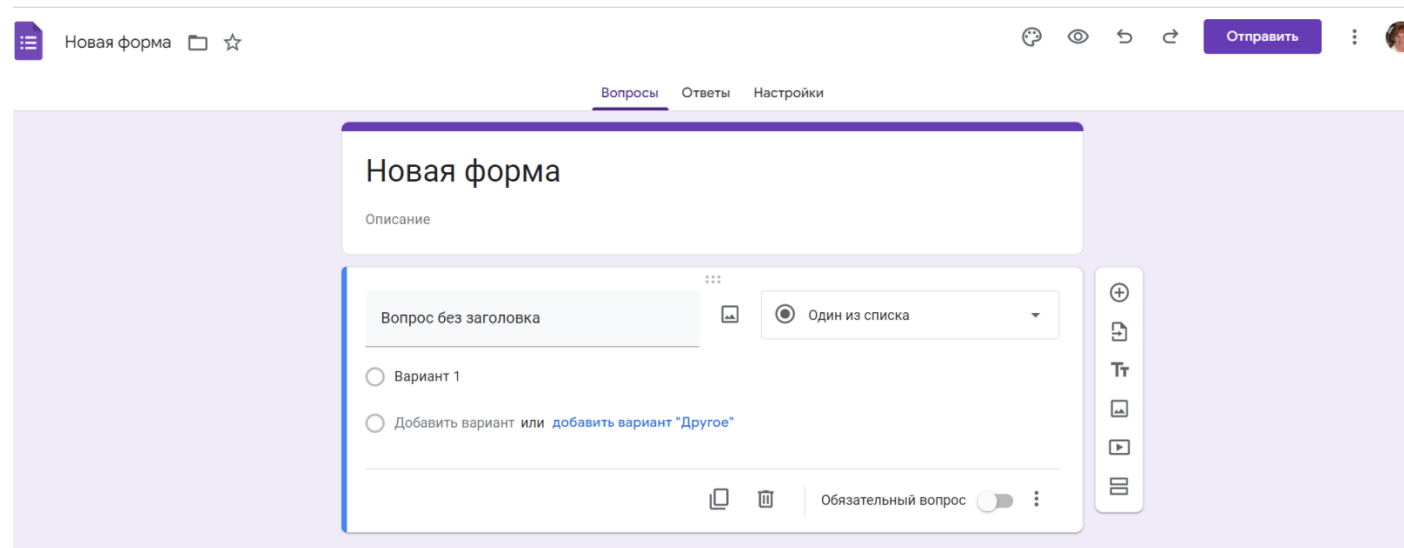 Новая форма
Отправить
Вопросы Ответы Настройки
Новая форма
Описание
Вопрос без заголовка
Один из списка
Вариант 1
Добавить вариант или добавить вариант "Другое"
Обязательный вопрос
Тт